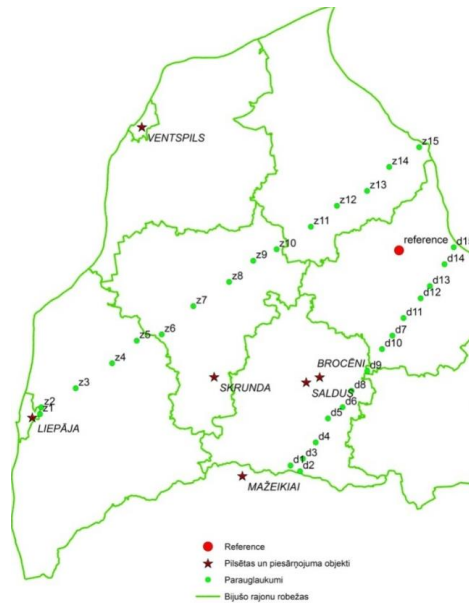 VENTSPILS
z15
z14
z13
z12
z11
reference
z10
z9
z8
d14
d13
d12
z7
d11
z6
z5
d7
d10
z4
BROCĒNI
d9
SKRUNDA
z3
SALDUS
d8
z2
z1
d6
LIEPĀJA
d5
d4
d3
d1
d2
MAŽEIKIAI
Reference
Pilsētas un piesārņojuma objekti
Parauglaukumi
Bijušo rajonu robežas